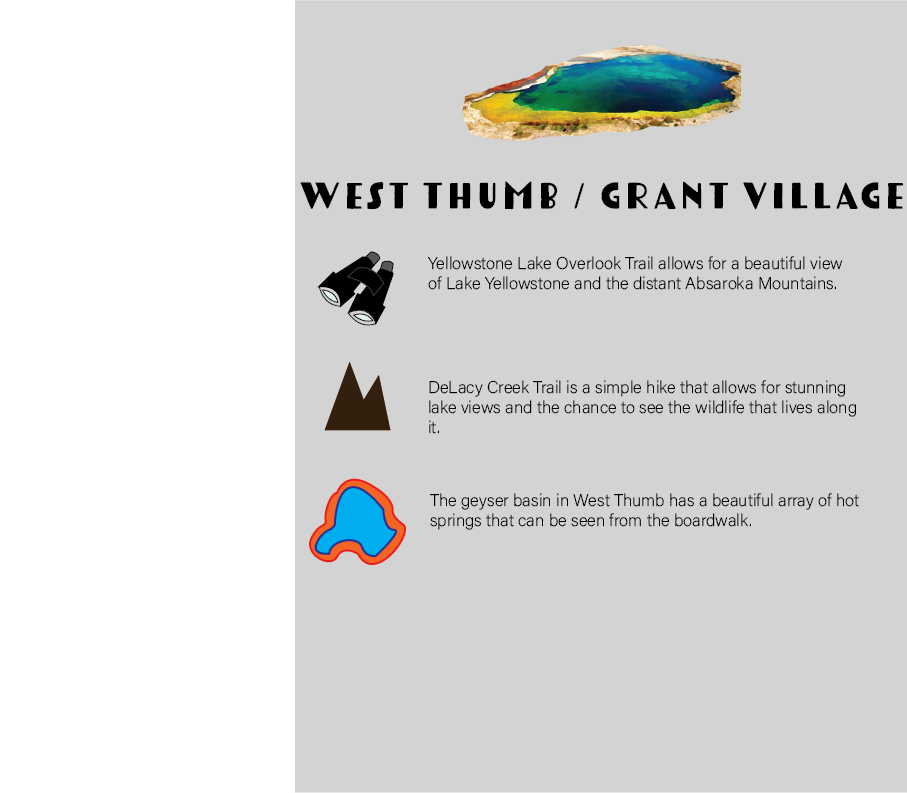 WEST THUMB / GRANT VILLAGE
Yellowstone Lake Overlook Trail allows for a beautiful view
of Lake Yellowstone and the distant Absaroka Mountains.
DeLacy Creek Trail is a simple hike that allows for stunning
lake views and the chance to see the wildlife that lives along
it.
The geyser basin in West Thumb has a beautiful array of hot
springs that can be seen from the boardwalk.